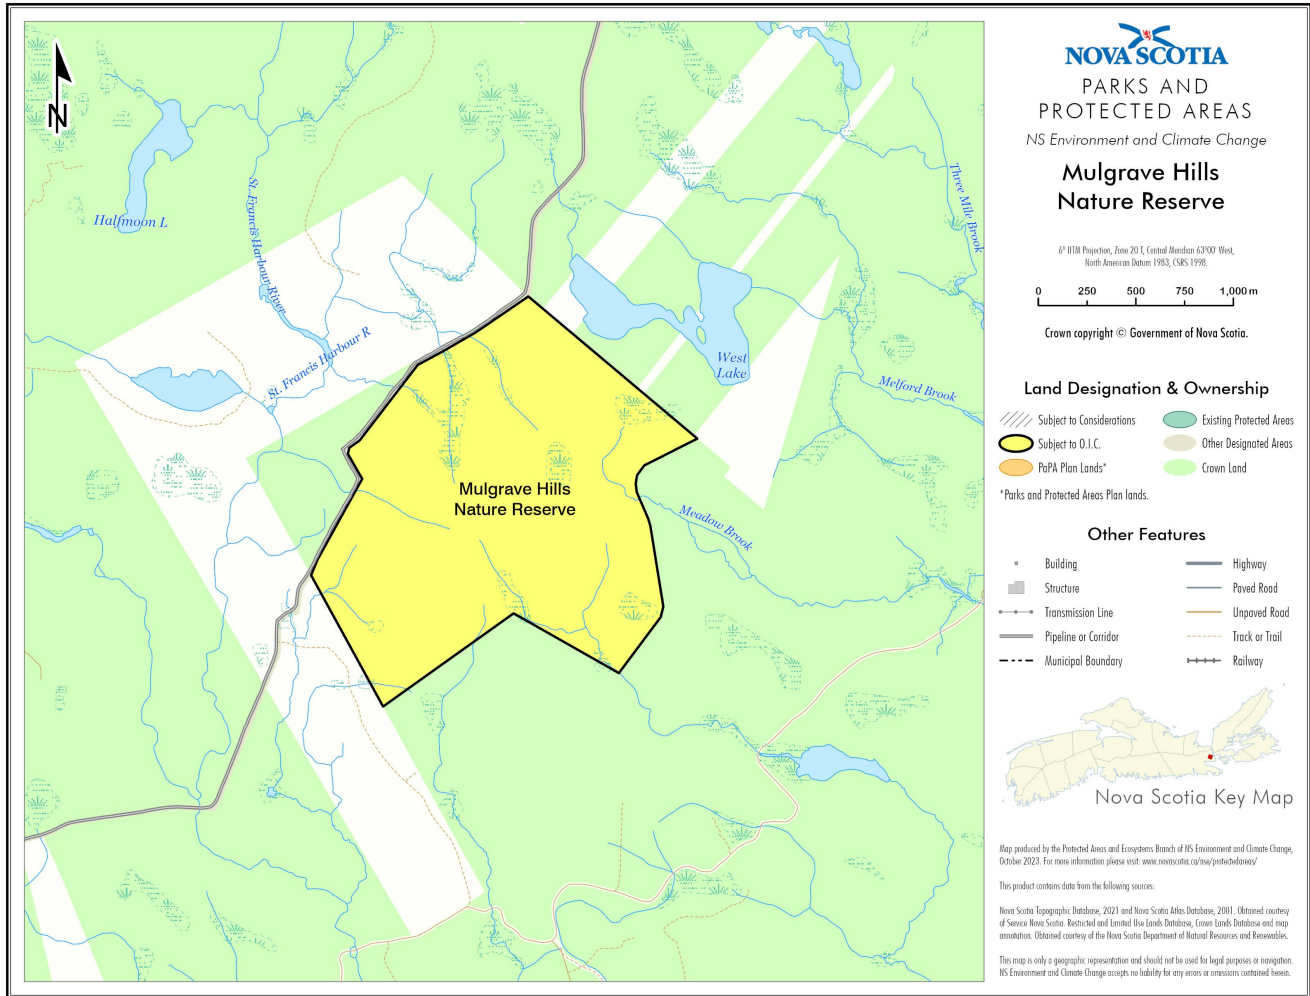 N
Halfmoon L
St. Francis Harbour River
St. Francis Harbour R
Three Mile Brook
West
Lake
Melford Brook
Meadow Brook
Mulgrave Hills
Nature Reserve
NOVA SCOTIA
PARKS AND
PROTECTED AREAS
NS Environment and Climate Change
Mulgrave Hills
Nature Reserve
6° UTM Projection, Zone 20 T, Central Meridian 63°00' West,
North American Datum 1983, CSRS 1998.
0 250 500 750 1,000 m
Crown copyright © Government of Nova Scotia.
Land Designation & Ownership
Subject to Considerations
Existing Protected Areas
Subject to O.I.C.
Other Designated Areas
PaPA Plan Lands*
Crown Land
*Parks and Protected Areas Plan lands.
Other Features
Building
Highway
Structure
Paved Road
Transmission Line
Unpaved Road
Pipeline or Corridor
Track or Trail
Municipal Boundary
Railway
Nova Scotia Key Map
Map produced by the Protected Areas and Ecosystems Branch of NS Environment and Climate Change,
October 2023. For more information please visit: www.novascotia.ca/nse/protectedareas/
This product contains data from the following sources:
Nova Scotia Topographic Database, 2021 and Nova Scotia Atlas Database, 2001. Obtained courtesy
of Service Nova Scotia. Restricted and Limited Use Lands Database, Crown Lands Database and map
annotation. Obtained courtesy of the Nova Scotia Department of Natural Resources and Renewables.
This map is only a geographic representation and should not be used for legal purposes or navigation.
NS Environment and Climate Change accepts no liability for any errors or omissions contained herein.